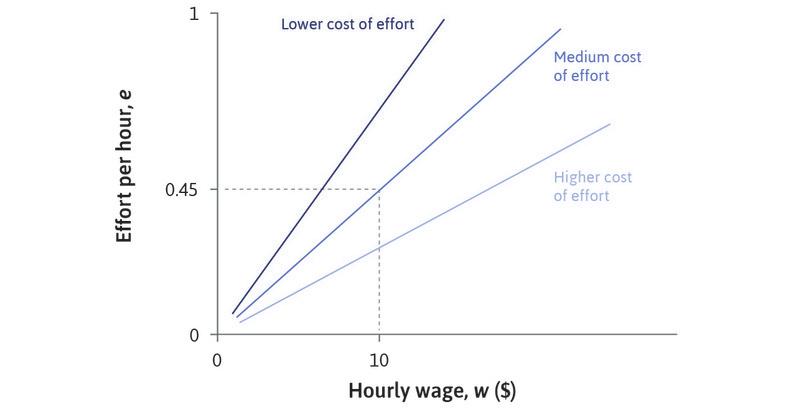 1
Lower cost of effort
Medium cost
of effort
Effort per hour, e
0.45
Higher cost
of effort
0
0
10
Hourly wage, w ($)